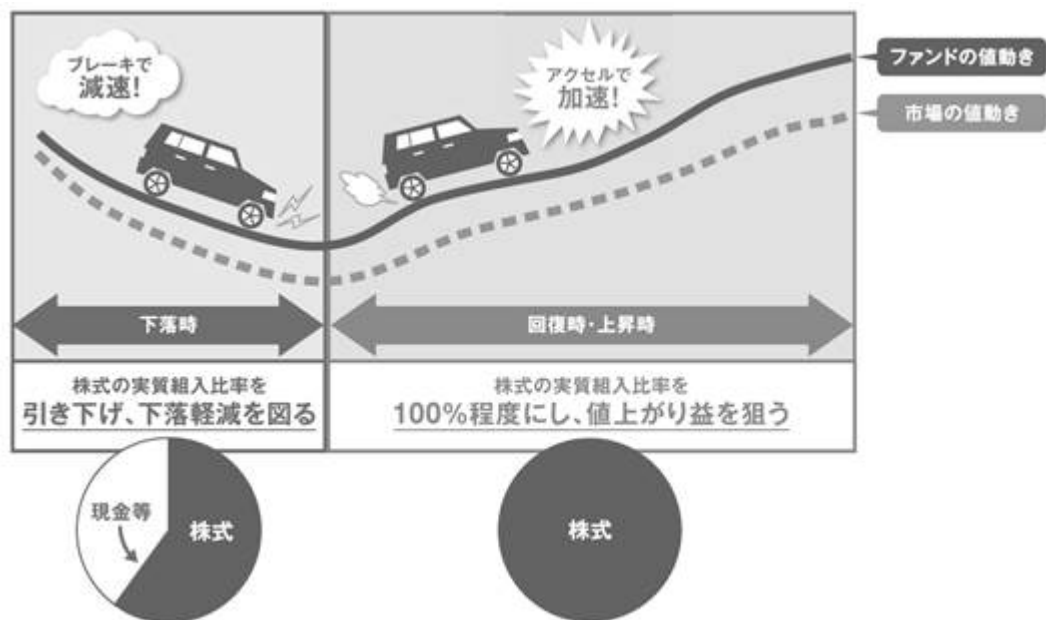 ブレーキで
減速!
アクセルで
加速!
ファンドの値動き
市場の値動き
下落時
回復時・上昇時
株式の実質組入比率を
引き下げ、下落軽減を図る
株式の実質組入比率を
100%程度にし、値上がり益を狙う
現金等
株式
株式